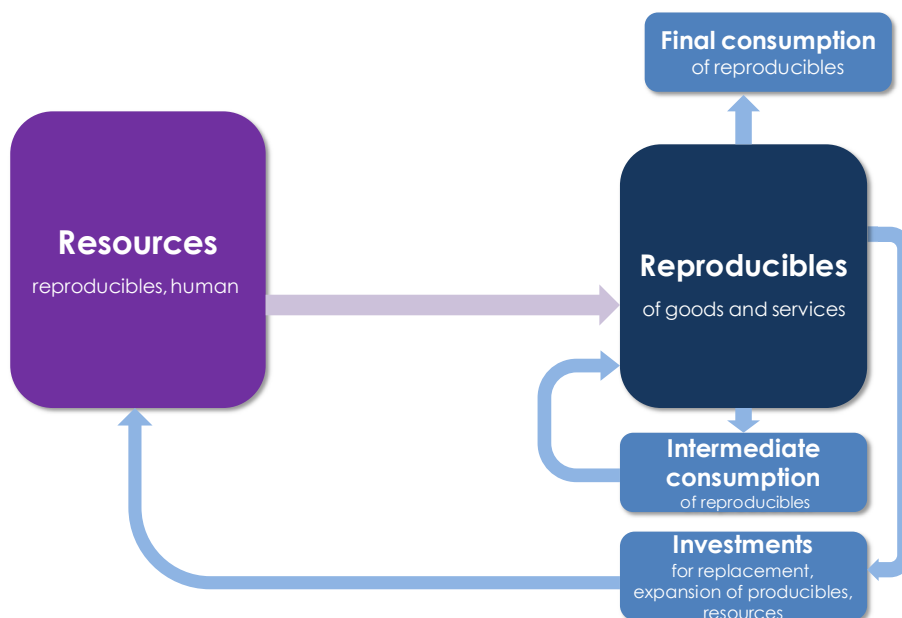 Final consumption
of reproducibles
Resources
reproducibles, human
Reproducibles
of goods and services
Intermediate
consumption
of reproducibles
Investments
for replacement,
expansion of producibles,
resources